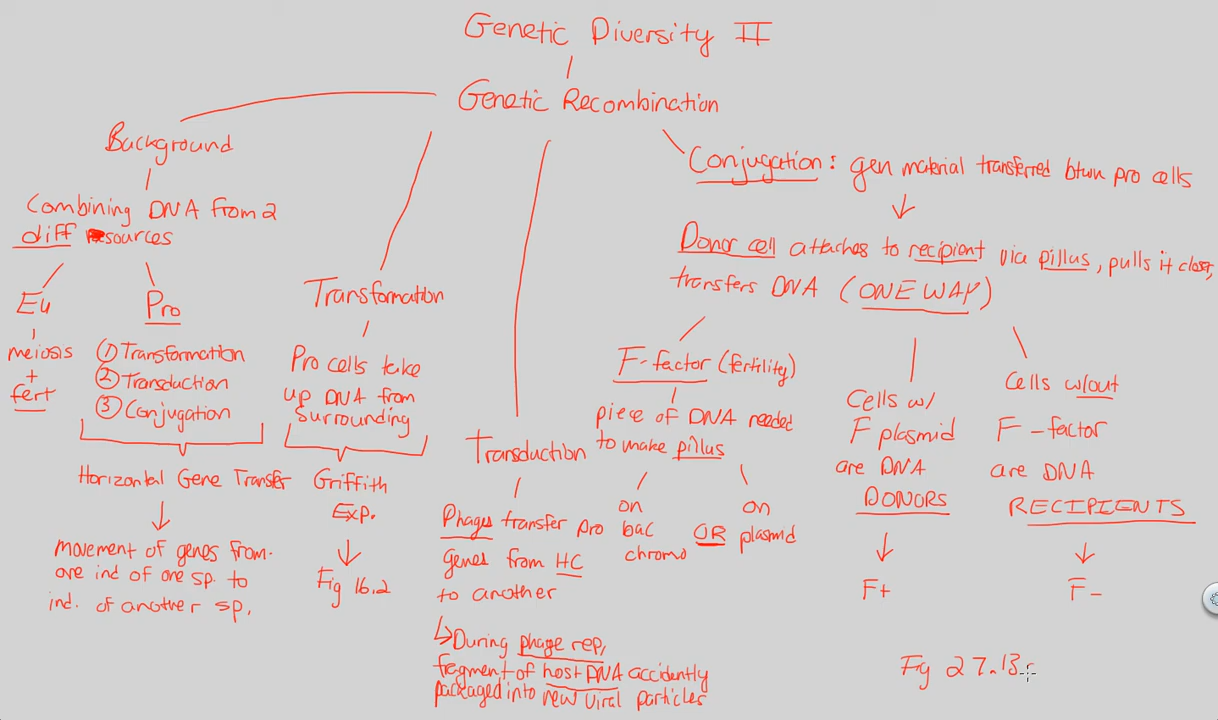 Genetic Diversity II
Genetic Recombination
Background
Combining DNA from 2
diff sources
Eu
meiosis
+
fert
Pro
① Transformation
② Transduction
③ Conjugation
Horizontal Gene Transfer
movement of genes from
one ind of one sp. to
ind. of another sp.
Transformation
Pro cells take
up DNA from
surrounding
Griffith
Exp.
Fig 16.2
Transduction
Phages transfer pro
genes from HC
to another
During phage rep,
fragment of host DNA accidently
packaged into new viral particles
Conjugation: gen material transferred btwn pro cells
Donor cell attaches to recipient via pillus, pulls it closer,
transfers DNA (ONE WAY)
F-factor (fertility)
piece of DNA needed
to make pillus
on
bac
chromo
OR
on
plasmid
Cells w/
F plasmid
are DNA
DONORS
F+
Cells w/out
F-factor
are DNA
RECIPIENTS
F-
Fig 27.13